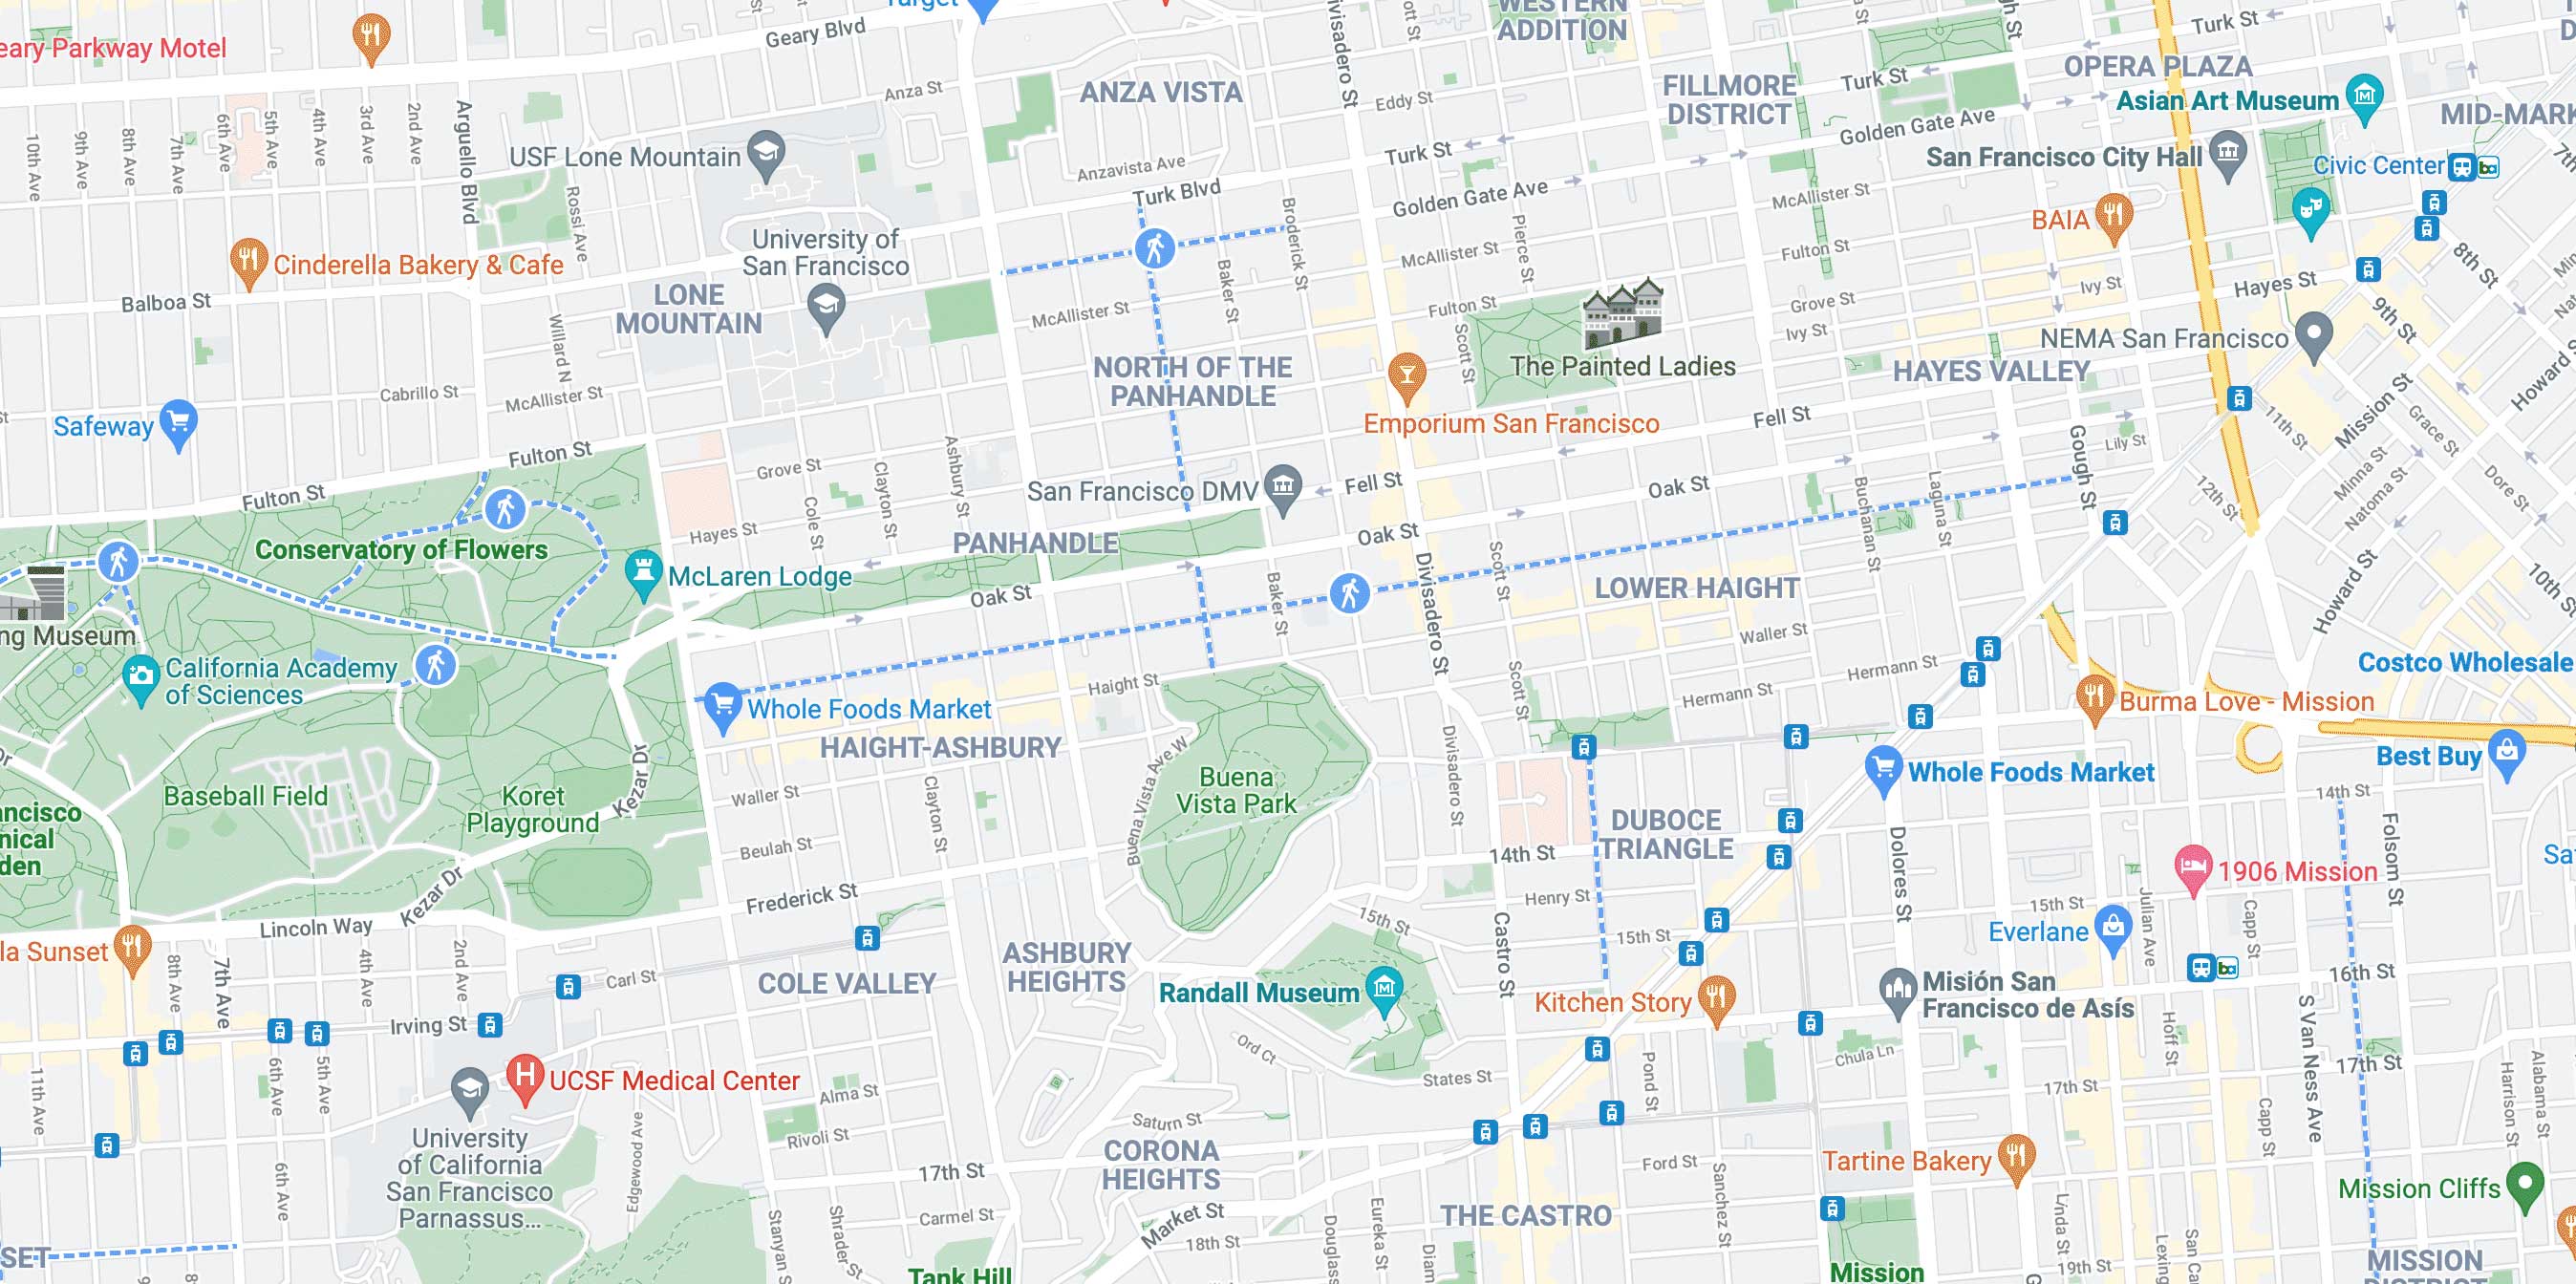 Target
WESTERN
ADDITION
Geary Blvd
Turk St
eary Parkway Motel
OPERA PLAZA
Divisadero St
FILLMORE
DISTRICT
Turk St
Anza St
ANZA VISTA
Eddy St
Asian Art Museum
10th Ave
9th Ave
8th Ave
7th Ave
6th Ave
5th Ave
4th Ave
3rd Ave
2nd Ave
Arguello Blvd
Golden Gate Ave
USF Lone Mountain
Turk St
San Francisco City Hall
Civic Center
Anzavista Ave
Turk Blvd
Golden Gate Ave
McAllister St
Rossi Ave
BAIA
University of
San Francisco
Broderick St
Pierce St
McAllister St
Fulton St
8th St
Cinderella Bakery & Cafe
Baker St
Ivy St
Hayes St
Balboa St
LONE
MOUNTAIN
McAllister St
Fulton St
Grove St
Ivy St
9th St
Willard N
NEMA San Francisco
Scott St
The Painted Ladies
NORTH OF THE
PANHANDLE
HAYES VALLEY
Howard St
Cabrillo St
McAllister St
Mission St
Safeway
Emporium San Francisco
Fell St
11th St
Grace St
Gough St
Lily St
Fulton St
Grove St
Ashbury St
Clayton St
Cole St
San Francisco DMV
Fell St
Oak St
Minna St
Natoma St
Dore St
12th St
Fulton St
Buchanan St
Laguna St
Hayes St
PANHANDLE
Oak St
Conservatory of Flowers
McLaren Lodge
Oak St
Baker St
Divisadero St
Scott St
LOWER HAIGHT
Howard St
10th St
ng Museum
Waller St
California Academy
of Sciences
Haight St
Scott St
Hermann St
Hermann St
Costco Wholesale
Whole Foods Market
Burma Love - Mission
HAIGHT-ASHBURY
Best Buy
Kezar Dr
Buena Vista Ave W
Divisadero St
Whole Foods Market
Buena
Vista Park
Baseball Field
Koret
Playground
Waller St
Clayton St
14th St
ancisco
nical
den
DUBOCE
TRIANGLE
Beulah St
14th St
Dolores St
Folsom St
1906 Mission
Kezar Dr
Frederick St
Henry St
15th St
Julian Ave
Capp St
Lincoln Way
15th St
Castro St
15th St
Everlane
la Sunset
8th Ave
7th Ave
4th Ave
2nd Ave
ASHBURY
HEIGHTS
COLE VALLEY
Carl St
Randall Museum
Kitchen Story
Misión San
Francisco de Asís
16th St
S Van Ness Ave
Irving St
Ord Ct
Chula Ln
Hoff St
17th St
11th Ave
6th Ave
5th Ave
UCSF Medical Center
States St
Pond St
17th St
Harrison St
Alabama St
Alma St
Saturn St
Rivoli St
Capp St
University
of California
San Francisco
Parnassus...
Edgewood Ave
CORONA
HEIGHTS
17th St
Ford St
Sanchez St
Tartine Bakery
Mission Cliffs
6th Ave
Stanyan S
Shrader St
Carmel St
Market St
18th St
Douglass
Eureka St
Diam
THE CASTRO
Linda St
SET
Tank Hill
Mission
19th St
Lexing
San Ca
MISSION
DISTRICT